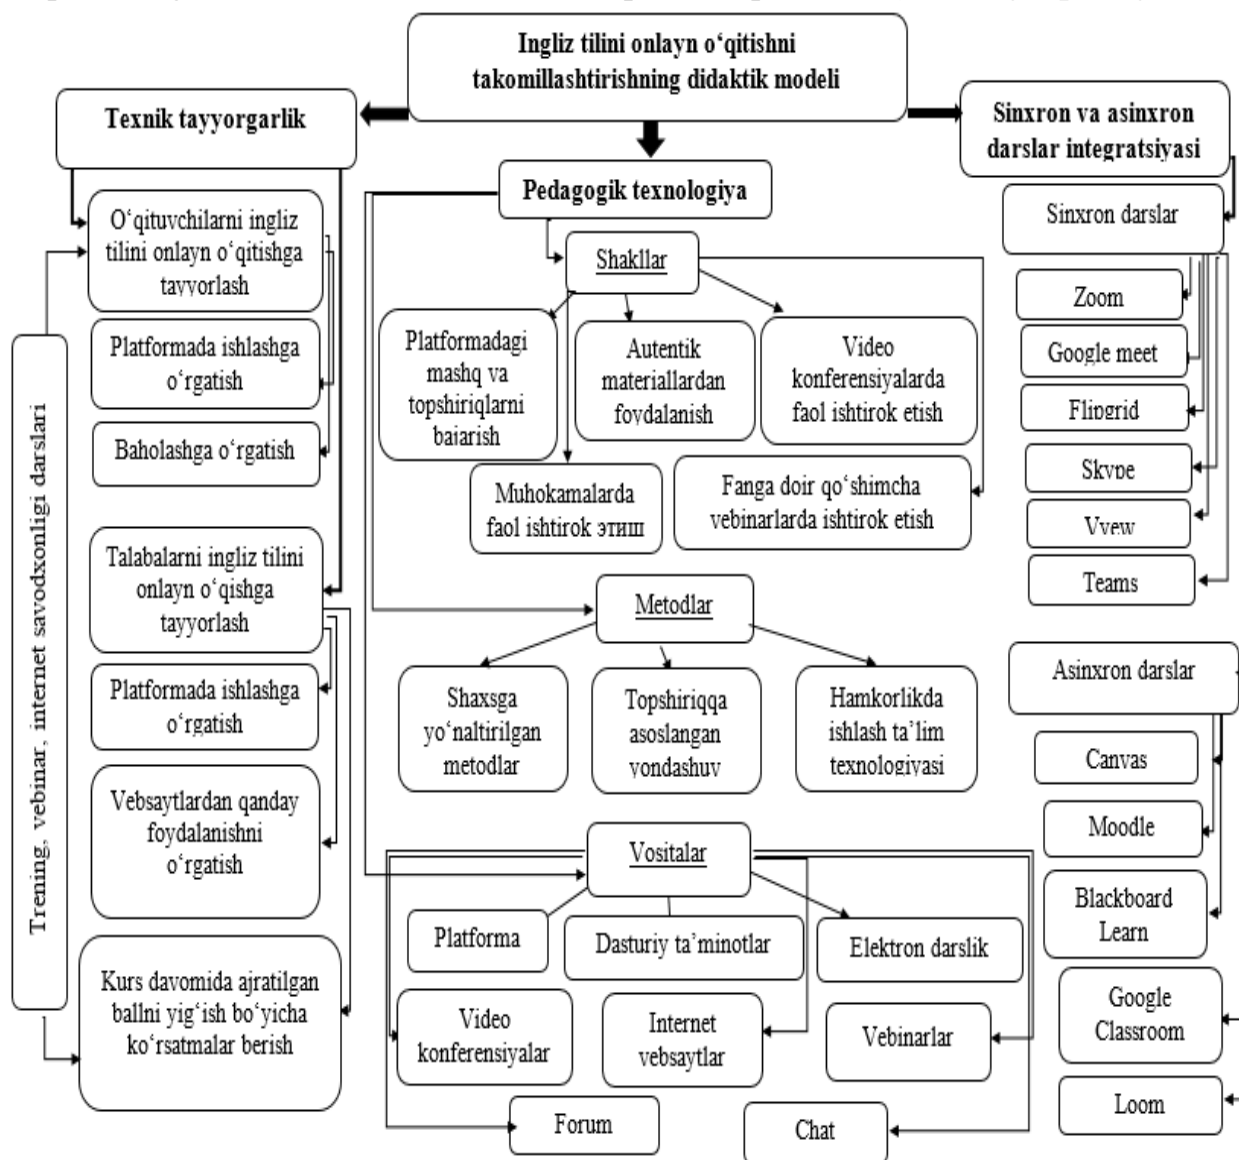 Ingliz tilini onlayn o‘qitishni
takomillashtirishning didaktik modeli
Texnik tayyorgarlik
Sinxron va asinxron
darslar integratsiyasi
Pedagogik texnologiya
Trening, vebinar, internet savodxonligi darslari
O‘qituvchilarni ingliz
tilini onlayn o‘qitishga
tayyorlash
Platformada ishlashga
o‘rgatish
Baholashga o‘rgatish
Talabalarni ingliz tilini
onlayn o‘qishga
tayyorlash
Platformada ishlashga
o‘rgatish
Vebsaytlardan qanday
foydalanishni
o‘rgatish
Kurs davomida ajratilgan
ballni yig‘ish bo‘yicha
ko‘rsatmalar berish
Shakllar
Platformadagi
mashq va
topshiriqlarni
bajarish
Autentik
materiallardan
foydalanish
Video
konferensiyalarda
faol ishtirok etish
Muhokamalarda
faol ishtirok этиш
Fanga doir qo‘shimcha
vebinarlarda ishtirok etish
Metodlar
Shaxsga
yo‘naltirilgan
metodlar
Topshiriqqa
asoslangan
yondashuv
Hamkorlikda
ishlash ta’lim
texnologiyasi
Vositalar
Platforma
Dasturiy ta’minotlar
Elektron darslik
Video
konferensiyalar
Internet
vebsaytlar
Vebinarlar
Forum
Chat
Sinxron darslar
Zoom
Google meet
Flipgrid
Skype
Vyew
Teams
Asinxron darslar
Canvas
Moodle
Blackboard
Learn
Google
Classroom
Loom